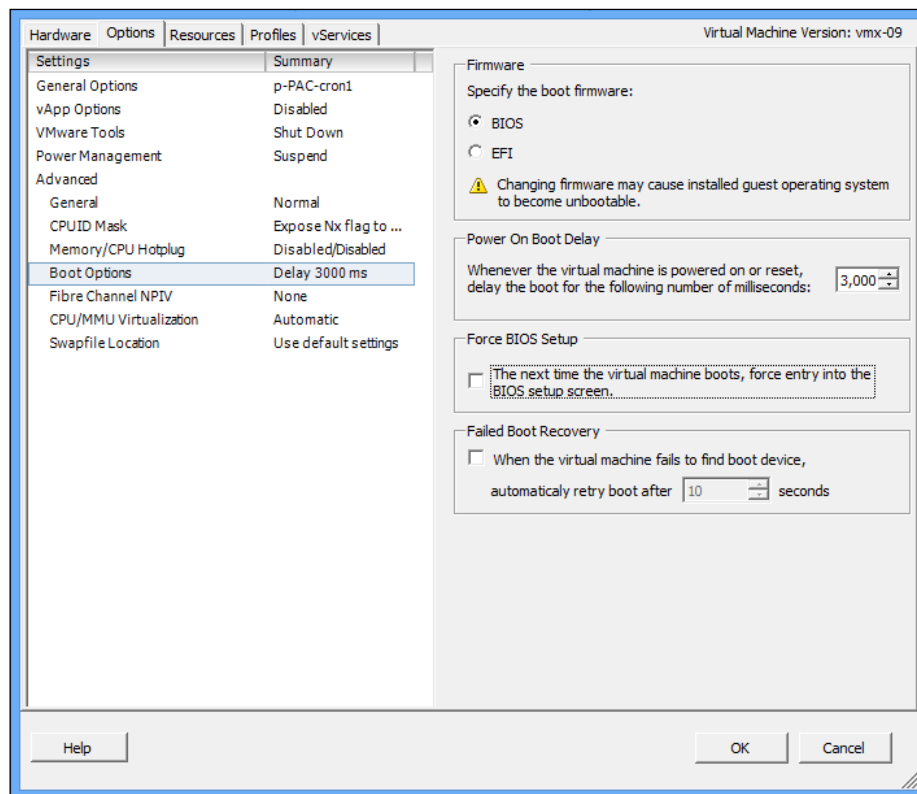 Hardware Options Resources Profiles vServices Virtual Machine Version: vmx-09
Settings Summary
General Options p-PAC-cron1
vApp Options Disabled
VMware Tools Shut Down
Power Management Suspend
Advanced
General Normal
CPUID Mask Expose Nx flag to ...
Memory/CPU Hotplug Disabled/Disabled
Boot Options Delay 3000 ms
Fibre Channel NPIV None
CPU/MMU Virtualization Automatic
Swapfile Location Use default settings
Firmware
Specify the boot firmware:
BIOS
EFI
Changing firmware may cause installed guest operating system
to become unbootable.
Power On Boot Delay
Whenever the virtual machine is powered on or reset,
delay the boot for the following number of milliseconds: 3,000
Force BIOS Setup
The next time the virtual machine boots, force entry into the
BIOS setup screen.
Failed Boot Recovery
When the virtual machine fails to find boot device,
automaticaly retry boot after 10 seconds
Help OK Cancel